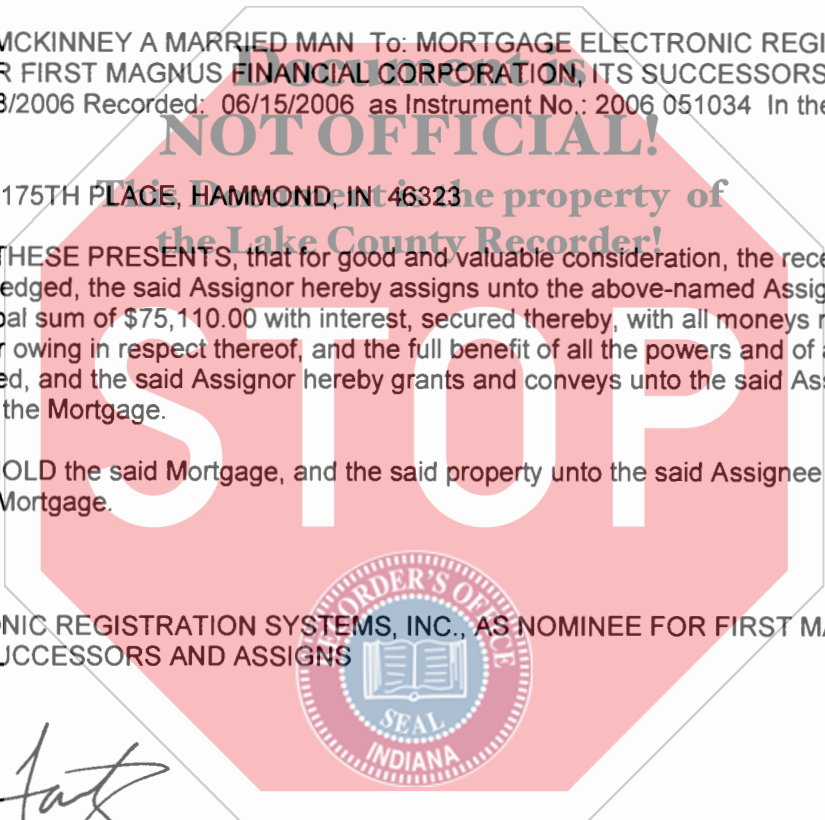 MCKINNEY A MARRIED MAN To: MORTGAGE ELECTRONIC REGI
Document is
R FIRST MAGNUS FINANCIAL CORPORATION, ITS SUCCESSORS
3/2006 Recorded: 06/15/2006 as Instrument No.: 2006 051034 In the
NOT OFFICIAL!
175TH PLACE, HAMMOND, IN 46323
This Document is the property of
the Lake County Recorder!
THESE PRESENTS, that for good and valuable consideration, the rece
edged, the said Assignor hereby assigns unto the above-named Assig
pal sum of $75,110.00 with interest, secured thereby, with all moneys
r owing in respect thereof, and the full benefit of all the powers and of
ed, and the said Assignor hereby grants and conveys unto the said Ass
the Mortgage.
STOP
OLD the said Mortgage, and the said property unto the said Assignee
Mortgage.
RECORDER'S OFFICE
NIC REGISTRATION SYSTEMS, INC., AS NOMINEE FOR FIRST MA
UCCESSORS AND ASSIGNS
SEAL
INDIANA